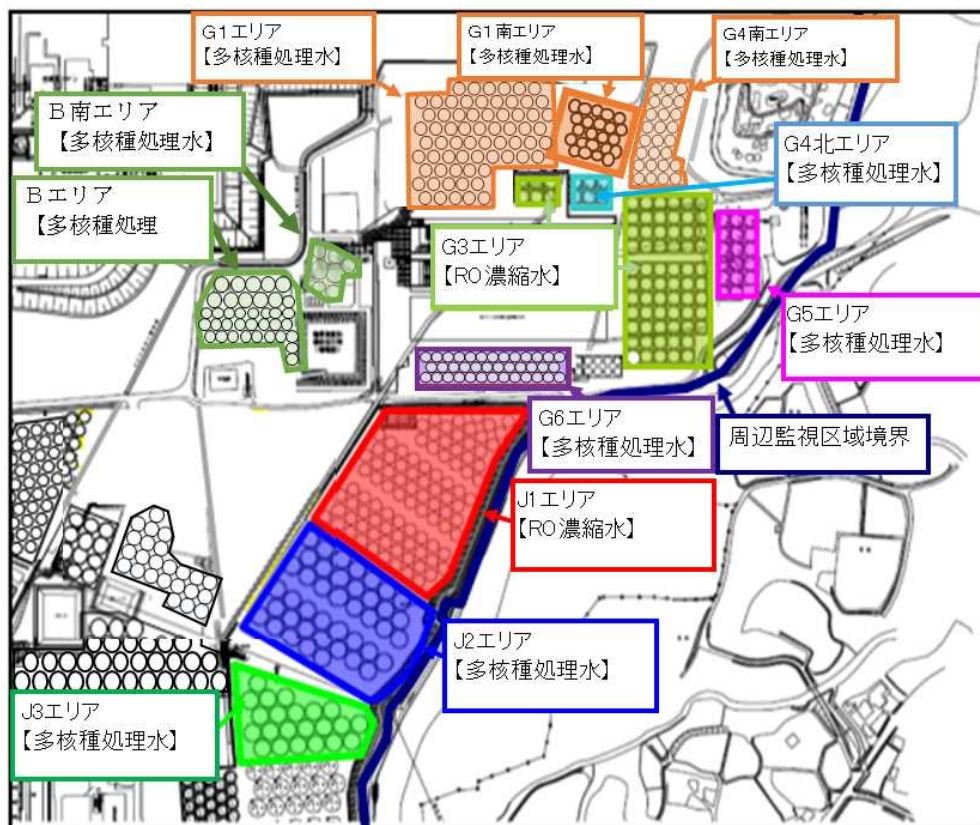 G1エリア
【多核種処理水】
G1南エリア
【多核種処理水】
G4南エリア
【多核種処理水】
B南エリア
【多核種処理水】
G4北エリア
【多核種処理水】
Bエリア
【多核種処理
G3エリア
【RO濃縮水】
G5エリア
【多核種処理水】
G6エリア
【多核種処理水】
周辺監視区域境界
J1エリア
【RO濃縮水】
J2エリア
【多核種処理水】
J3エリア
【多核種処理水】